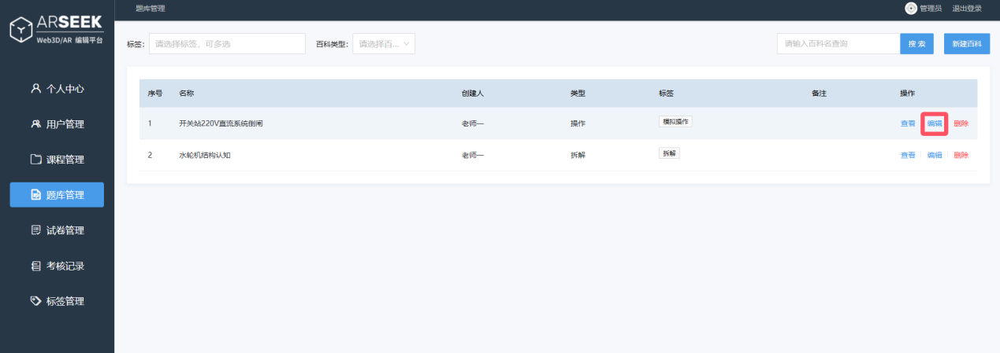 题库管理
管理员 退出登录
ARSEEK
Web3D/AR 编辑平台
标签: 请选择标签，可多选 百科类型: 请选择百... 请输入百科名查询 搜 索 新建百科
个人中心
用户管理
课程管理
题库管理
试卷管理
考核记录
标签管理
序号 名称 创建人 类型 标签 备注 操作
1 开关站220V直流系统倒闸 老师一 操作 模拟操作 查看 编辑 删除
2 水轮机结构认知 老师一 拆解 拆解 查看 编辑 删除